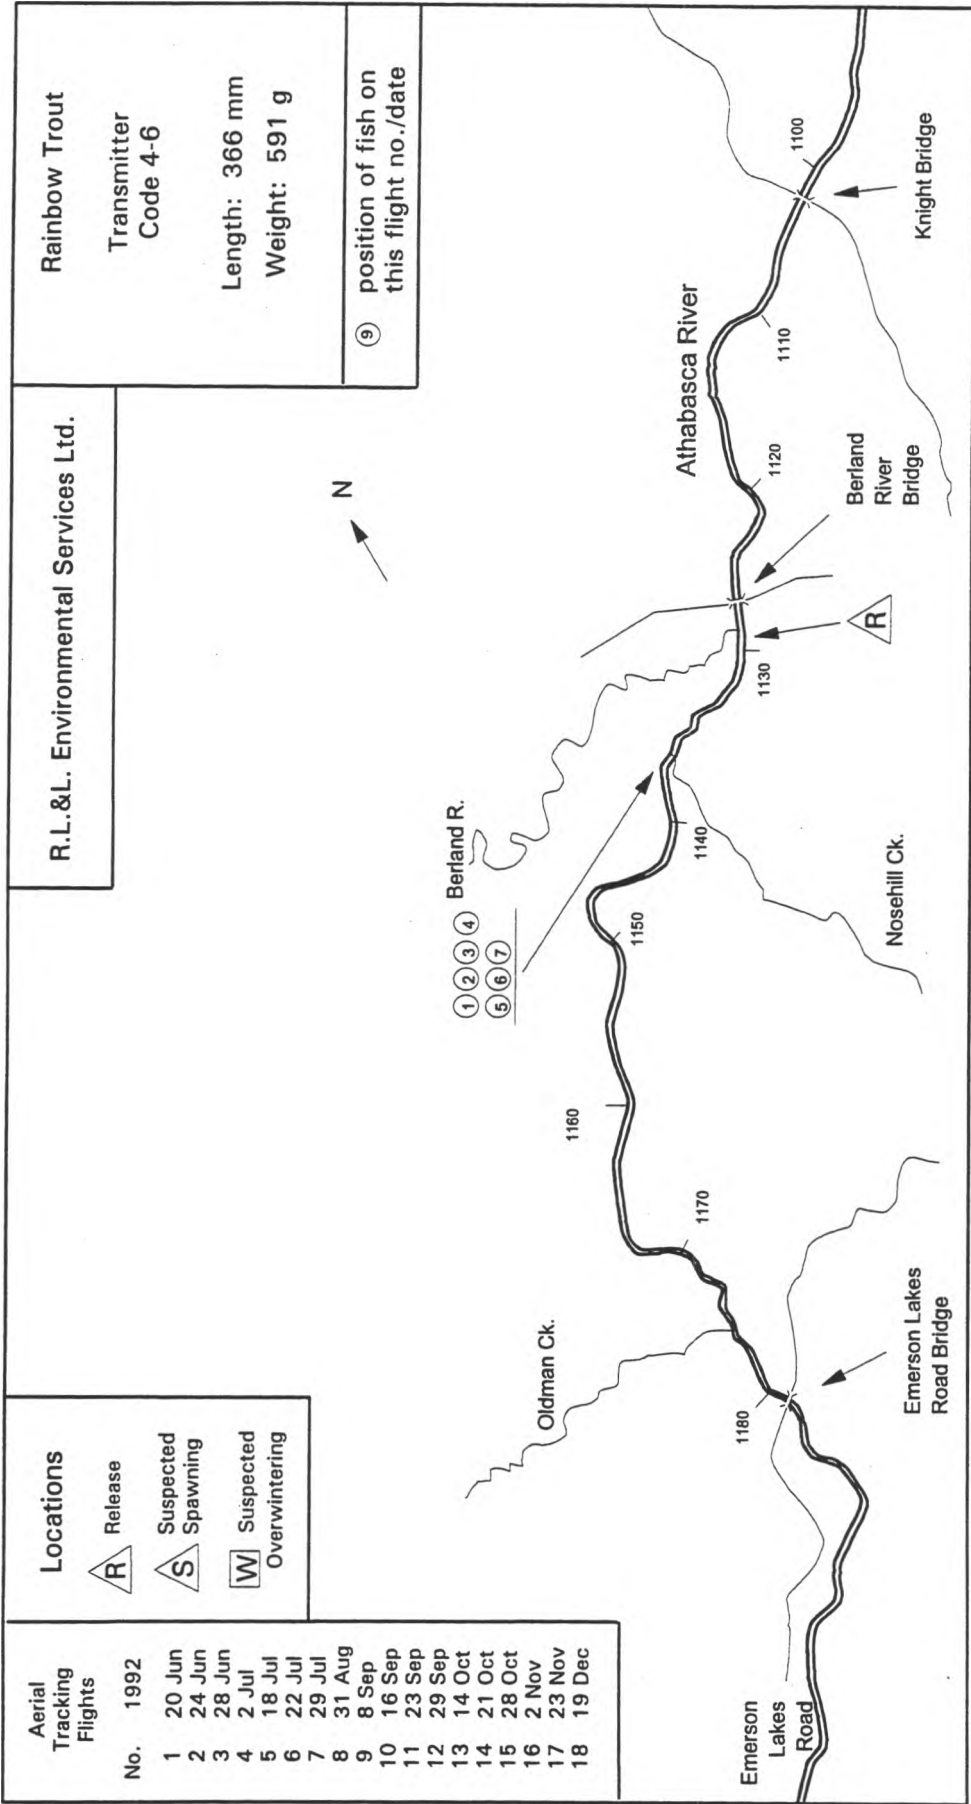 Aerial
Tracking
Flights
No. 1992
1 20 Jun
2 24 Jun
3 28 Jun
4 2 Jul
5 18 Jul
6 22 Jul
7 29 Jul
8 31 Aug
9 8 Sep
10 16 Sep
11 23 Sep
12 29 Sep
13 14 Oct
14 21 Oct
15 28 Oct
16 2 Nov
17 23 Nov
18 19 Dec
Locations
R Release
S Suspected
Spawning
W Suspected
Overwintering
R.L.&L. Environmental Services Ltd.
Rainbow Trout
Transmitter
Code 4-6
Length: 366 mm
Weight: 591 g
9 position of fish on
this flight no./date
N
1 2 3 4 Berland R.
5 6 7
Oldman Ck.
Athabasca River
1180
1170
1160
1150
1140
1130
1120
1110
1100
R
Emerson
Lakes
Road
Emerson Lakes
Road Bridge
Nosehill Ck.
Berland
River
Bridge
Knight Bridge